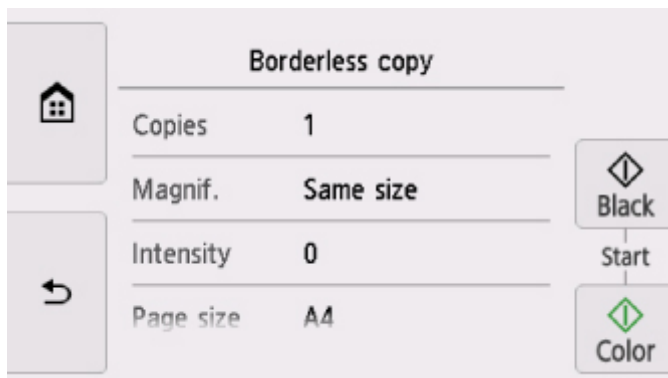 Borderless copy
Copies 1
Magnif. Same size
Intensity 0
Page size A4
Black
Start
Color